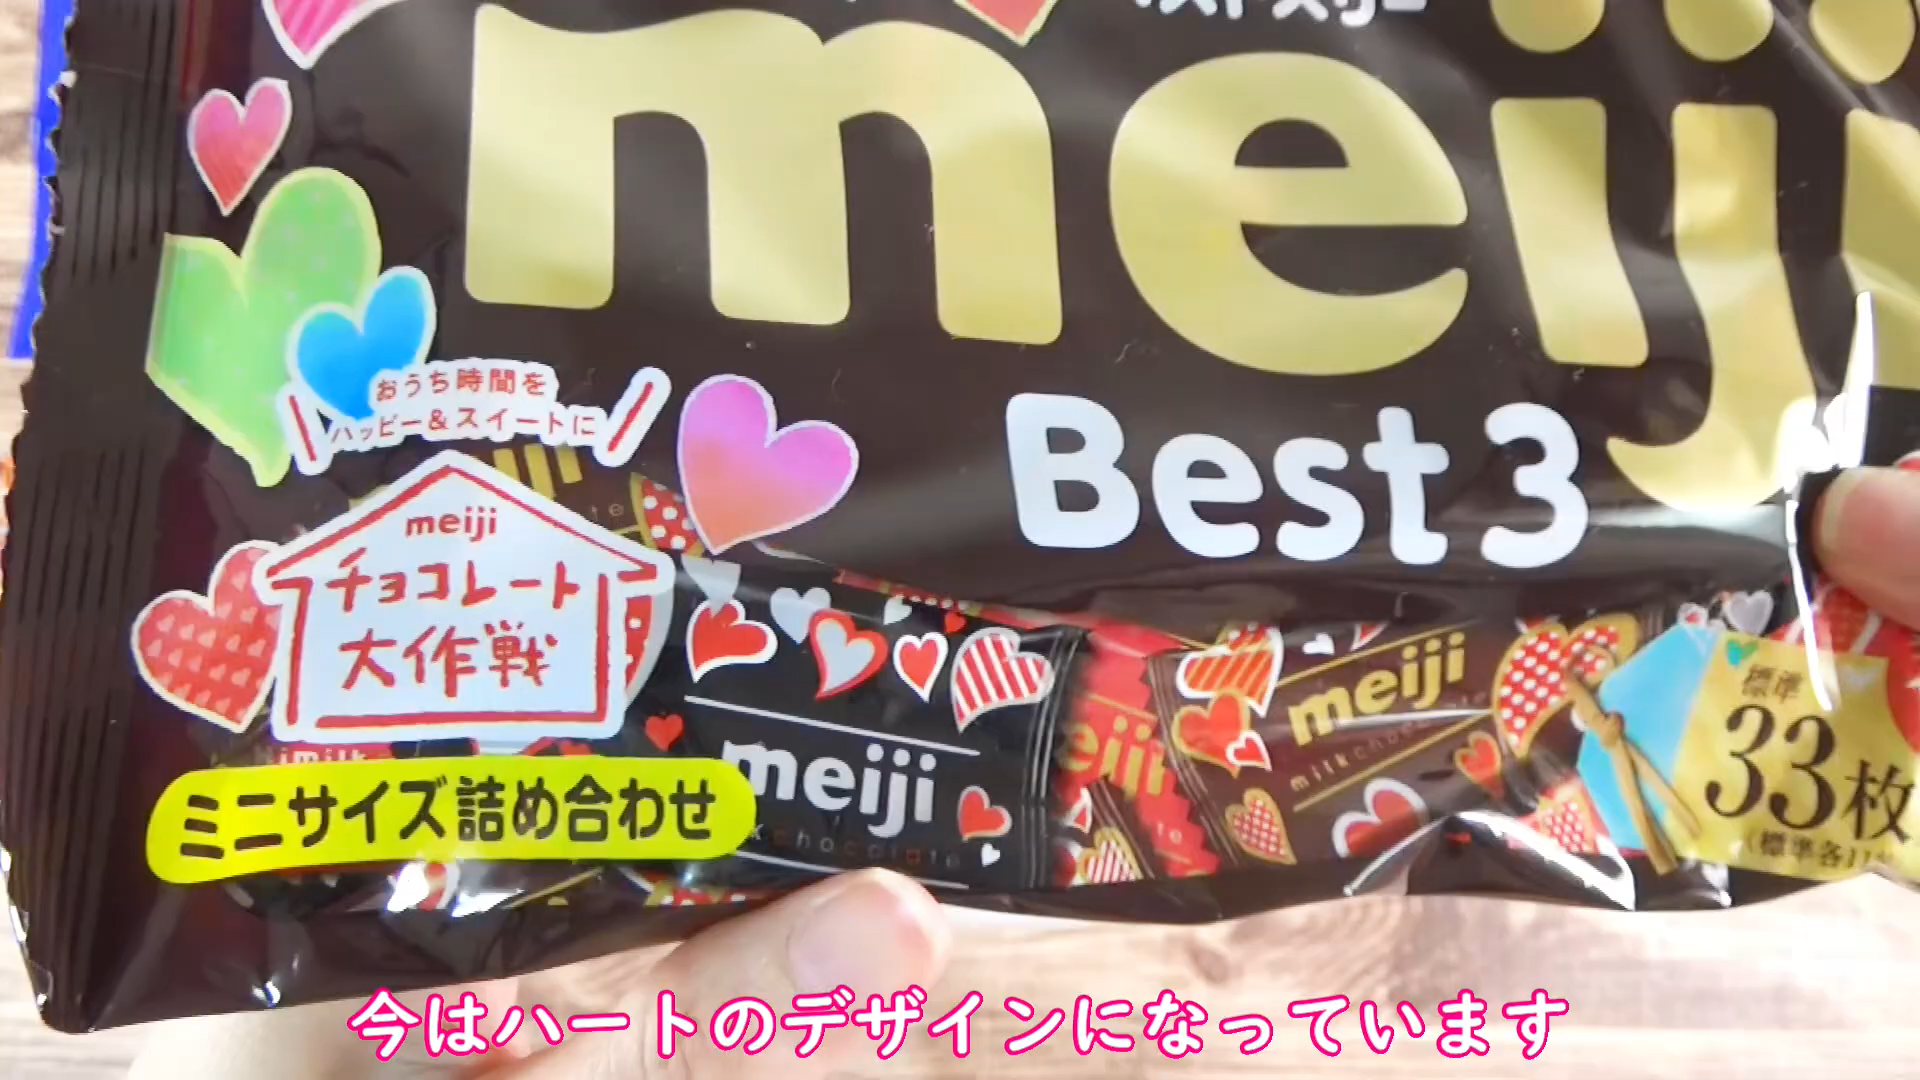 meiji
Best 3
おうち時間を
ハッピー&スイートに
meiji
チョコレート
大作戦
ミニサイズ詰め合わせ
meiji
chocolate
meiji
milk
標準
33枚
今はハートのデザインになっています